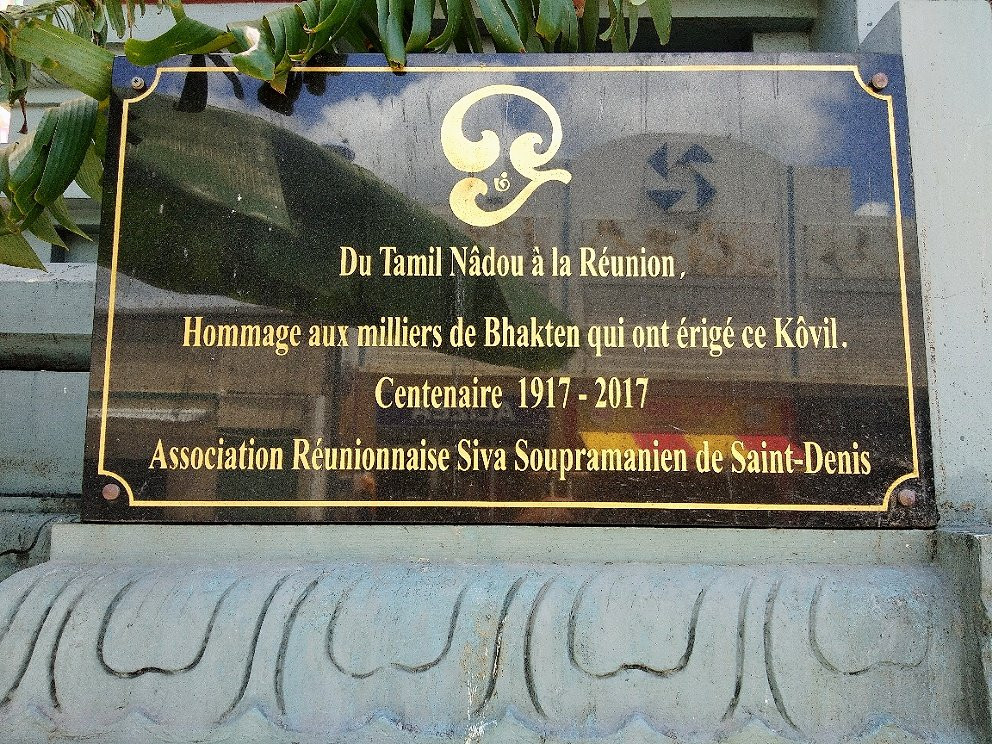 Du Tamil Nâdou à la Réunion,
Hommage aux milliers de Bhakten qui ont érigé ce Kôvil.
Centenaire 1917 - 2017
Association Réunionnaise Siva Soupramanien de Saint-Denis